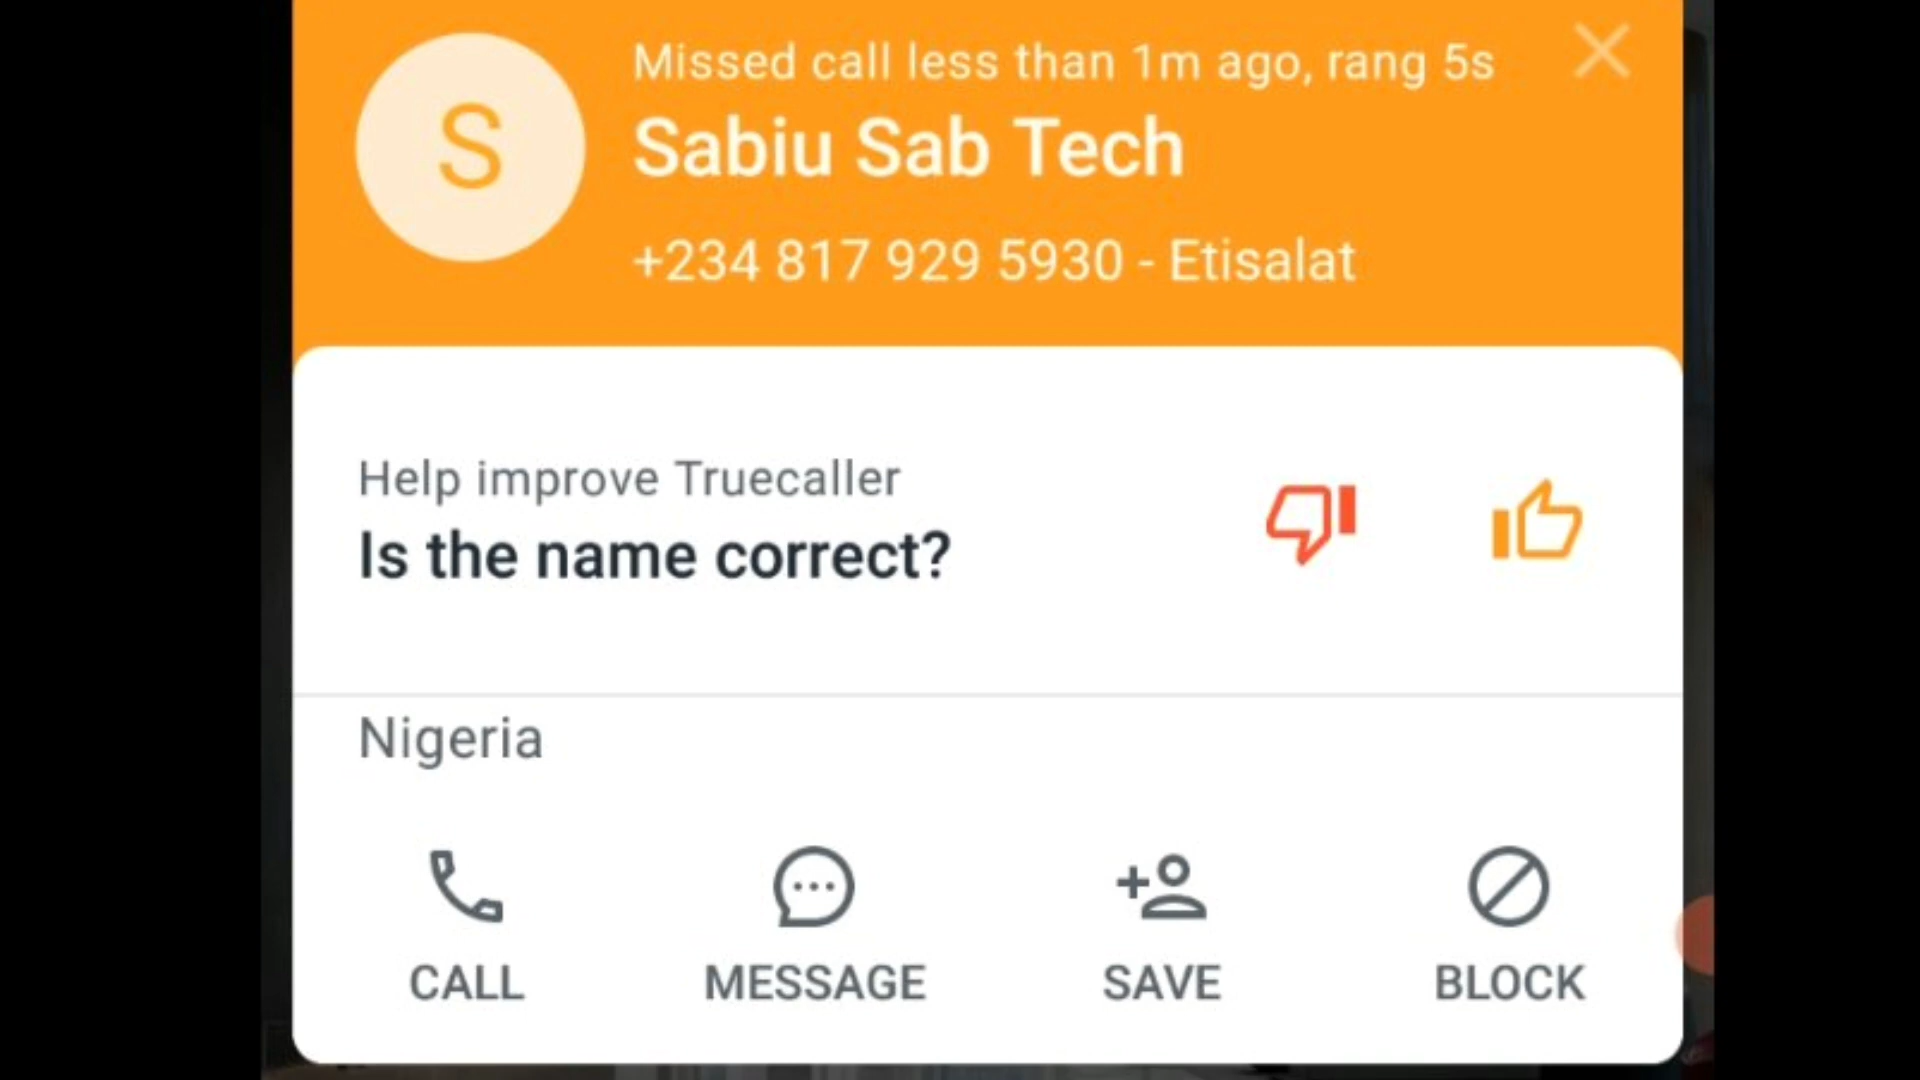 Missed call less than 1m ago, rang 5s
S
Sabiu Sab Tech
+234 817 929 5930 - Etisalat
Help improve Truecaller
Is the name correct?
Nigeria
CALL MESSAGE SAVE BLOCK